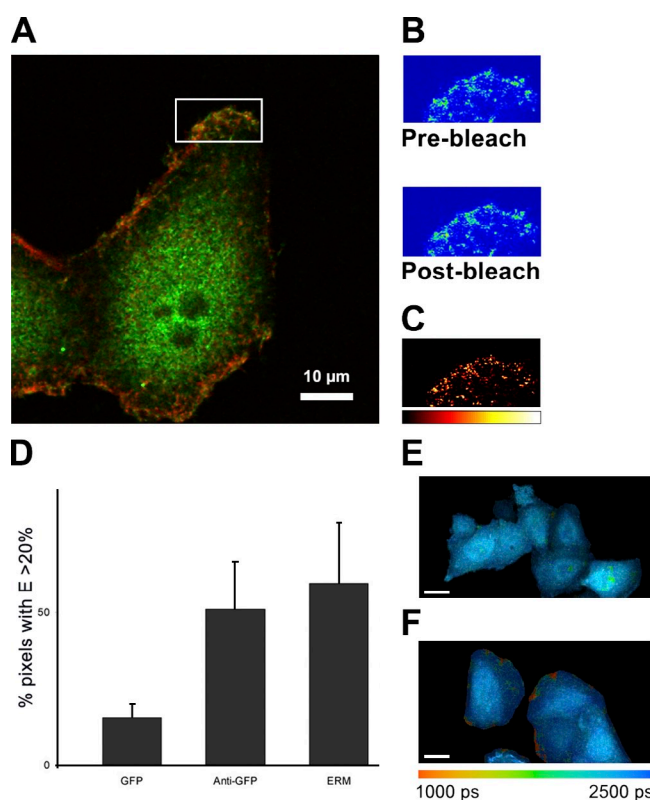 A
B
Pre-bleach
Post-bleach
C
10 µm
D
% pixels with E >20%
50
0
GFP
Anti-GFP
ERM
E
F
1000 ps
2500 ps